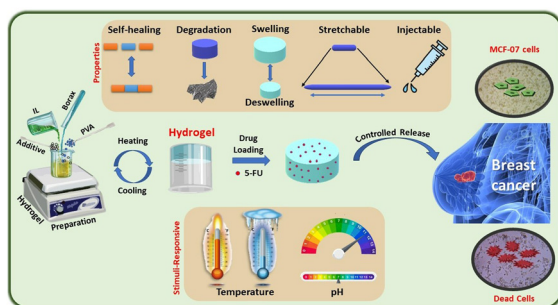 Properties
Self-healing
Degradation
Swelling
Deswelling
Stretchable
Injectable
MCF-07 cells
IL
Borax
PVA
Additive
Hydrogel
Preparation
Heating
Cooling
Hydrogel
Drug
Loading
5-FU
Controlled Release
Breast
cancer
Stimuli-Responsive
Temperature
pH
Dead Cells